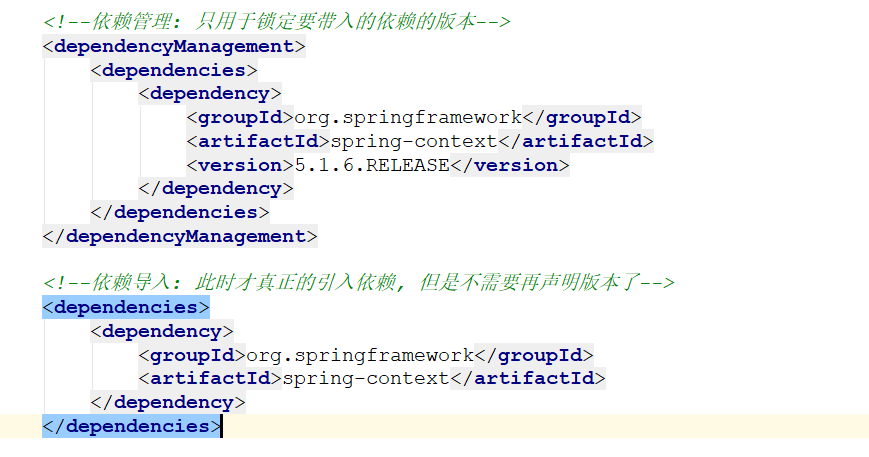 <!--依赖管理: 只用于锁定要带入的依赖的版本-->
<dependencyManagement>
<dependencies>
<dependency>
<groupId>org.springframework</groupId>
<artifactId>spring-context</artifactId>
<version>5.1.6.RELEASE</version>
</dependency>
</dependencies>
</dependencyManagement>
<!--依赖导入: 此时才真正的引入依赖, 但是不需要再声明版本了-->
<dependencies>
<dependency>
<groupId>org.springframework</groupId>
<artifactId>spring-context</artifactId>
</dependency>
</dependencies>